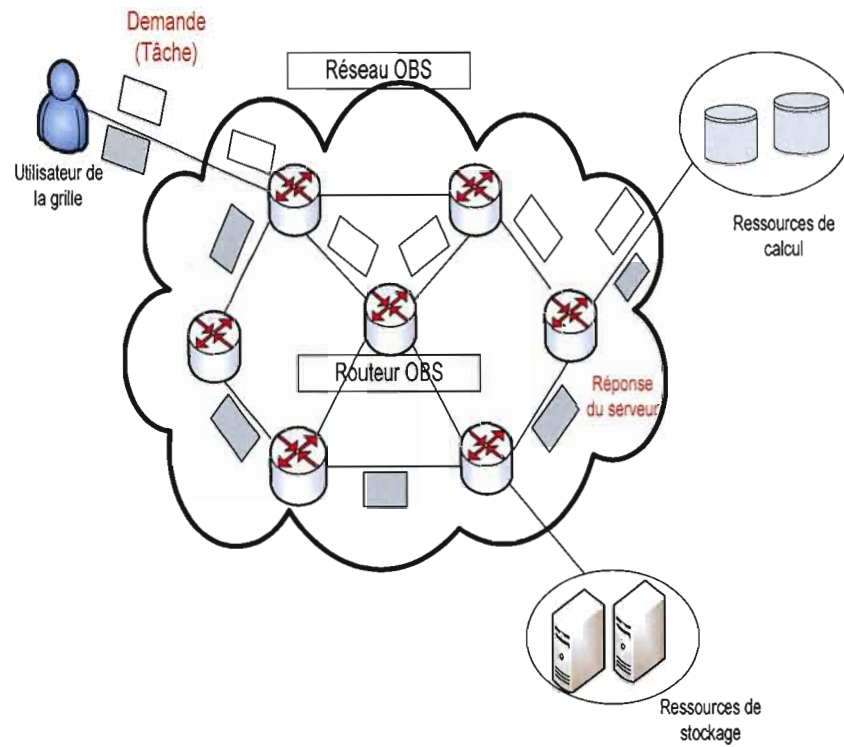 Demande
(Tâche)
Réseau OBS
Utilisateur de
la grille
Ressources de
calcul
Routeur OBS
Réponse
du serveur
Ressources de
stockage